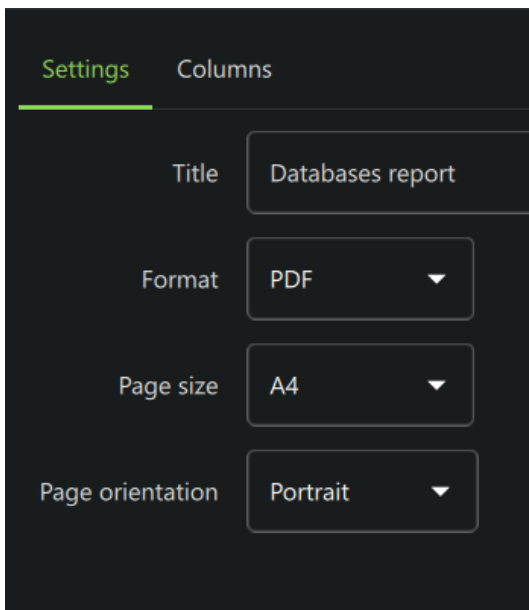 Settings Columns
Title Databases report
Format PDF
Page size A4
Page orientation Portrait